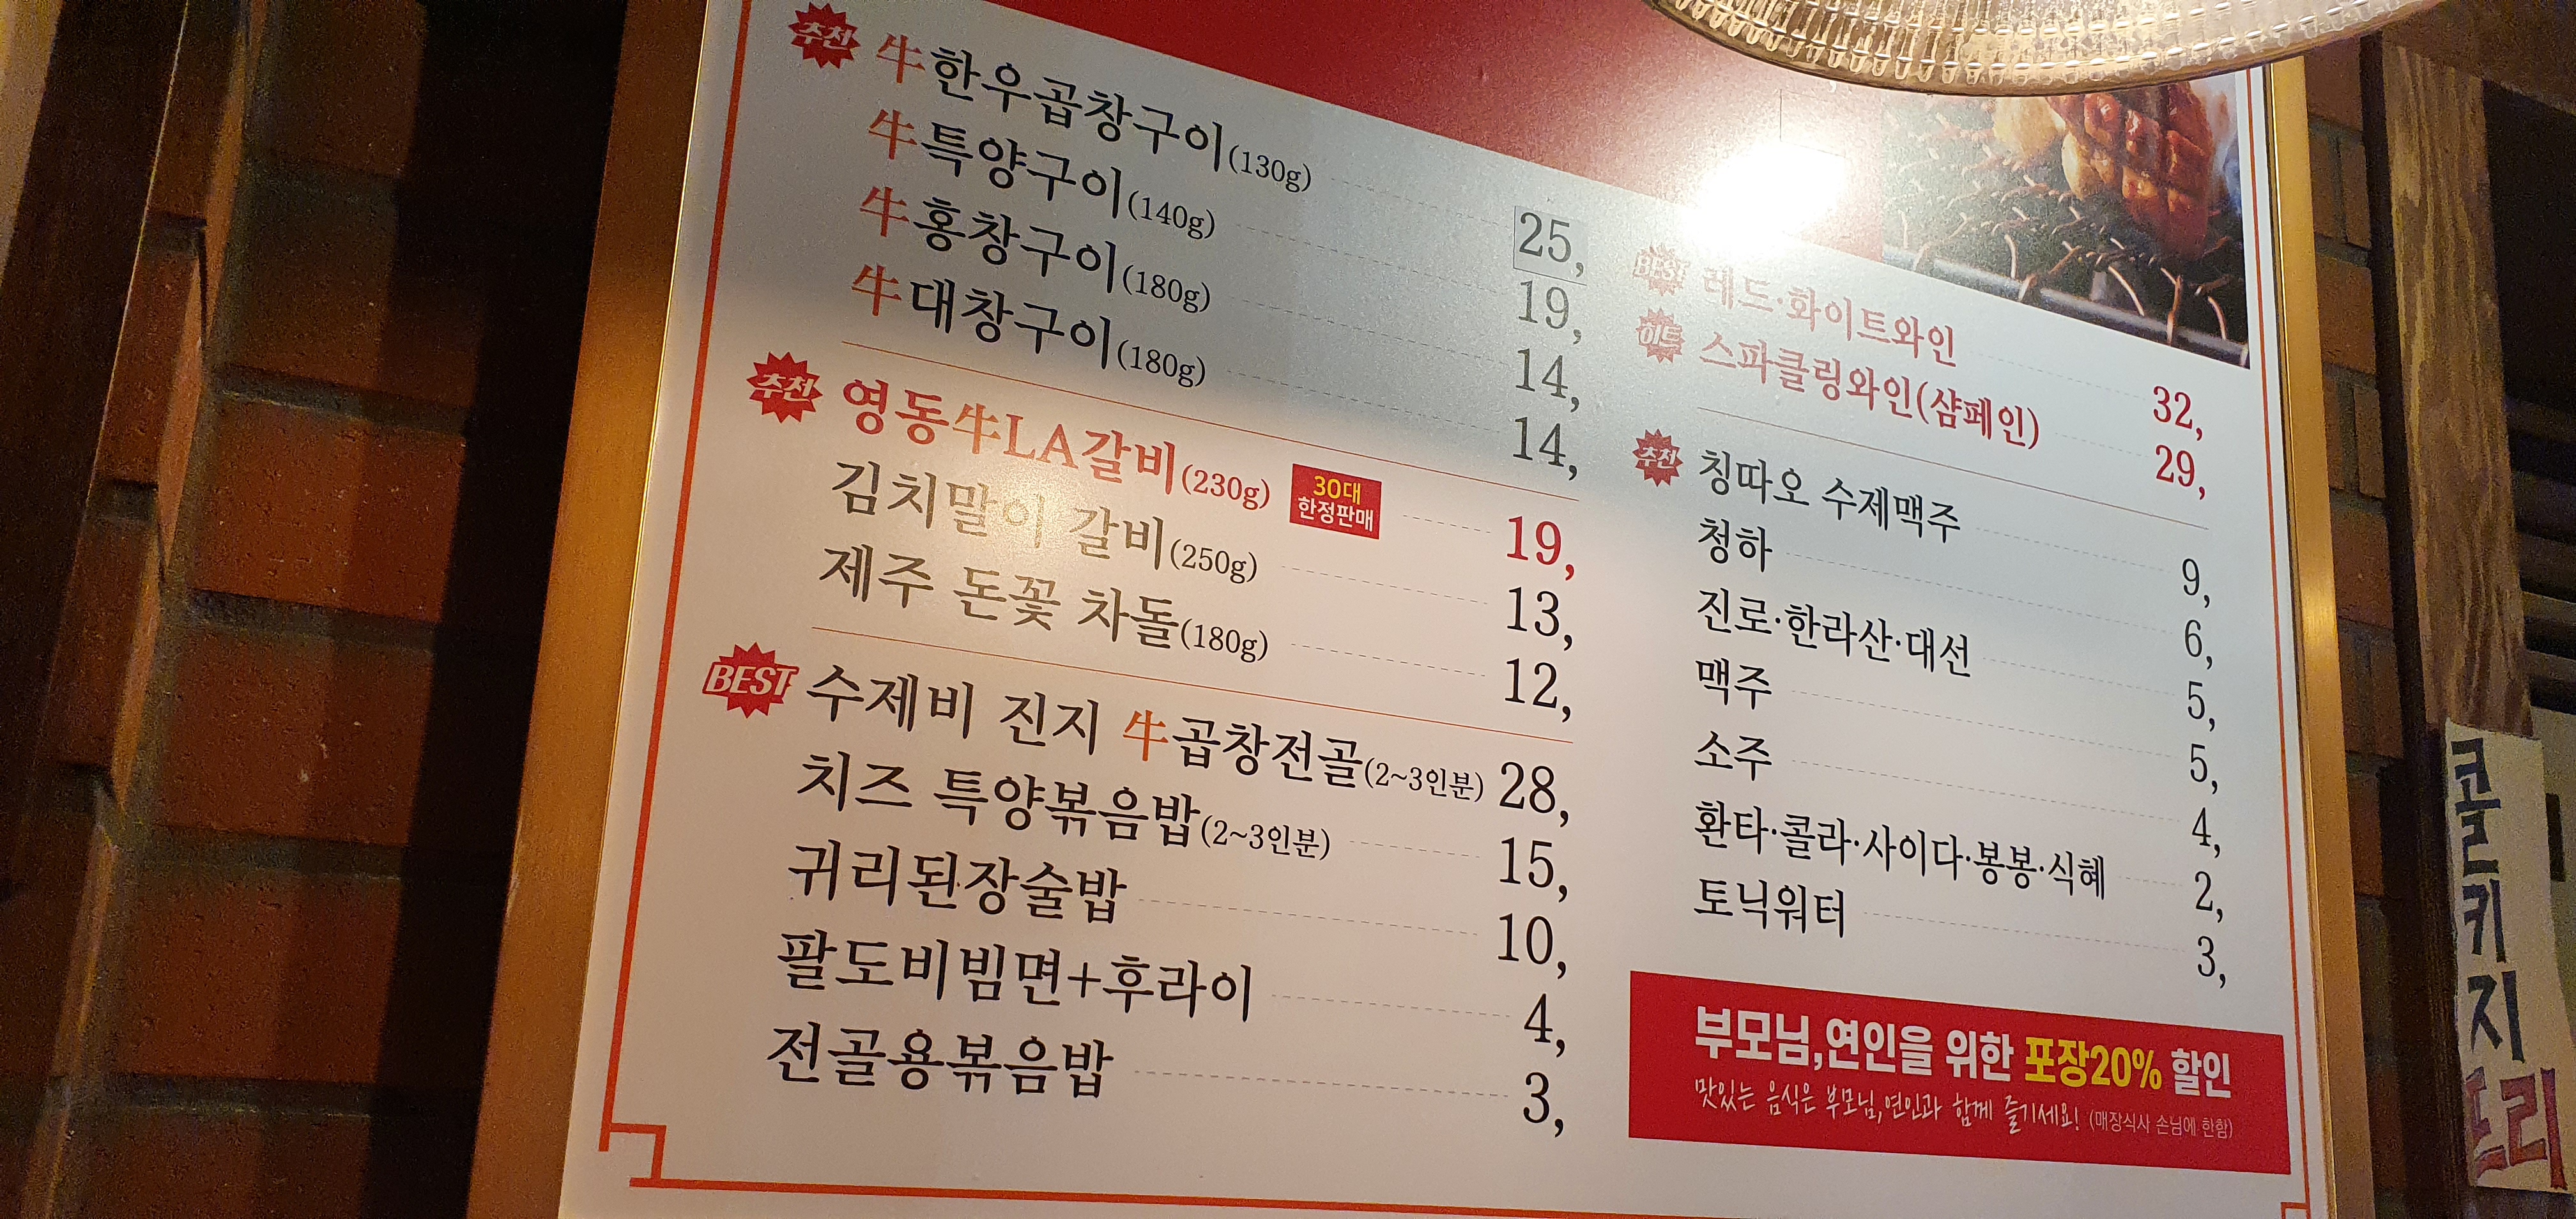 추천 牛한우곱창구이(130g) 25,
牛특양구이(140g) 19,
牛홍창구이(180g) 14,
牛대창구이(180g) 14,
추천 영동牛LA갈비(230g) 30대 한정판매 19,
김치말이 갈비(250g) 13,
제주 돈꽃 차돌(180g) 12,
BEST 수제비 진지 牛곱창전골(2~3인분) 28,
치즈 특양볶음밥(2~3인분) 15,
귀리된장술밥 10,
팔도비빔면+후라이 4,
전골용볶음밥 3,
BEST 레드·화이트와인 32,
히트 스파클링와인(샴페인) 29,
추천 칭따오 수제맥주 9,
청하 6,
진로·한라산·대선 5,
맥주 5,
소주 4,
환타·콜라·사이다·봉봉·식혜 2,
토닉워터 3,
부모님,연인을 위한 포장20% 할인
맛있는 음식은 부모님,연인과 함께 즐기세요! (매장식사 손님에 한함)
콜키지